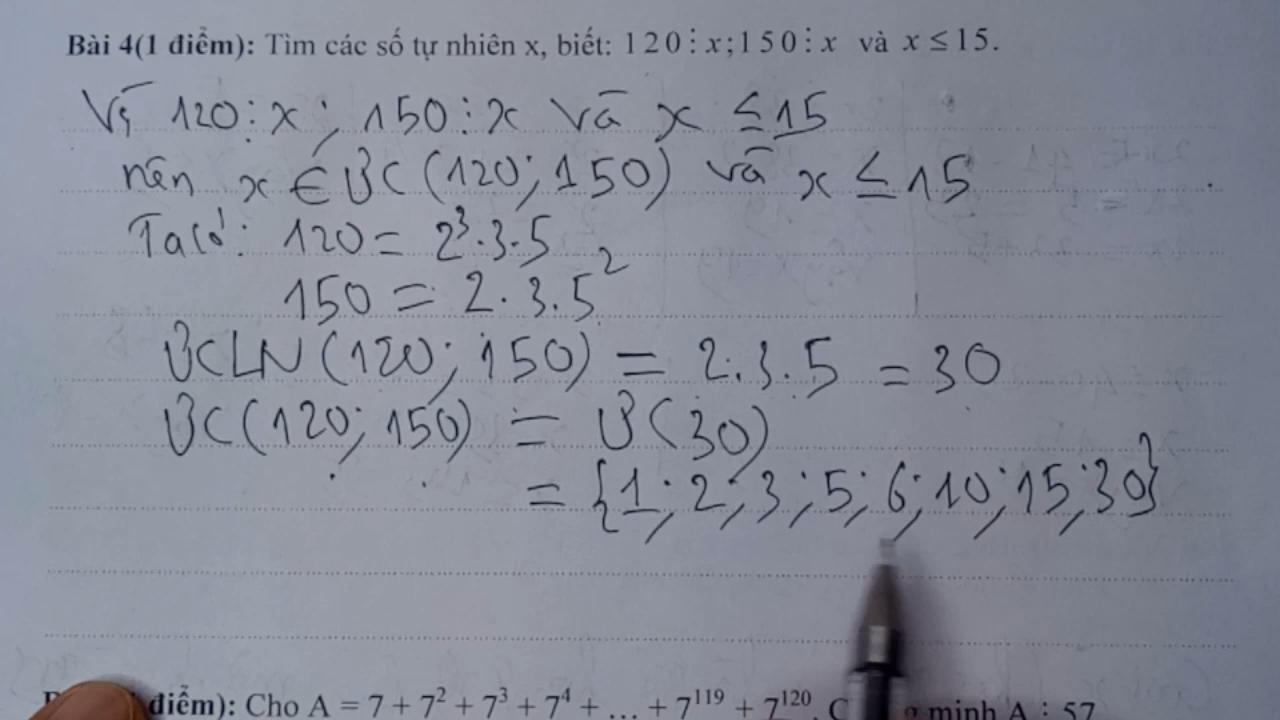 Bài 4(1 điểm): Tìm các số tự nhiên x, biết: 120⋮x;150⋮x và x ≤ 15.
Vì 120⋮x; 150⋮x và x ≤ 15
nên x ∈ ƯC(120; 150) và x ≤ 15
Ta có: 120 = 2³.3.5
150 = 2.3.5²
ƯCLN(120; 150) = 2.3.5 = 30
ƯC(120; 150) = Ư(30)
= {1; 2; 3; 5; 6; 10; 15; 30}
điểm): Cho A = 7 + 7² + 7³ + 7⁴ + ... + 7¹¹⁹ + 7¹²⁰. minh A ⋮ 57